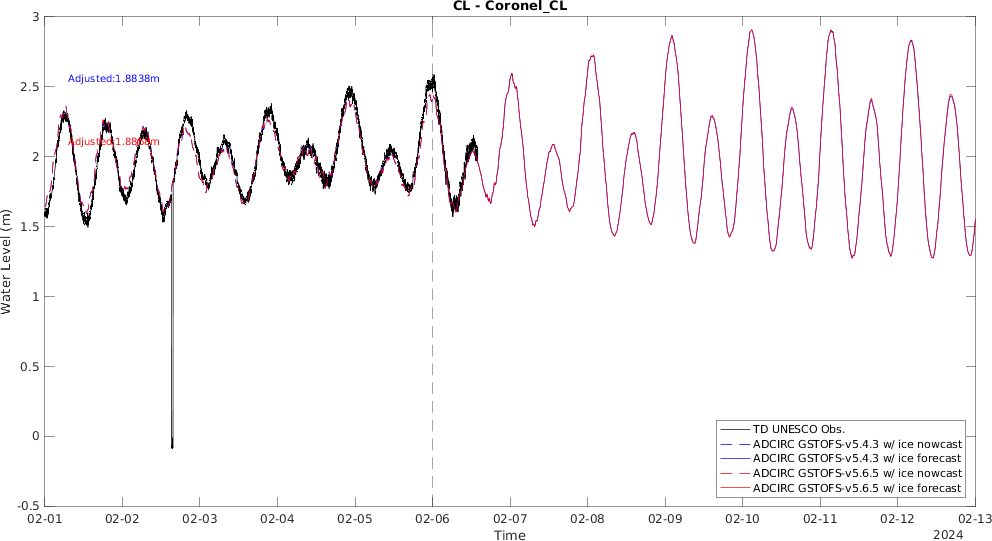 CL - Coronel_CL
3
2.5
2
1.5
1
0.5
0
-0.5
Water Level (m)
Adjusted:1.8838m
TD UNESCO Obs.
ADCIRC GSTOFS-v5.4.3 w/ ice nowcast
ADCIRC GSTOFS-v5.4.3 w/ ice forecast
ADCIRC GSTOFS-v5.6.5 w/ ice nowcast
ADCIRC GSTOFS-v5.6.5 w/ ice forecast
02-01 02-02 02-03 02-04 02-05 02-06 02-07 02-08 02-09 02-10 02-11 02-12 02-13
Time
2024